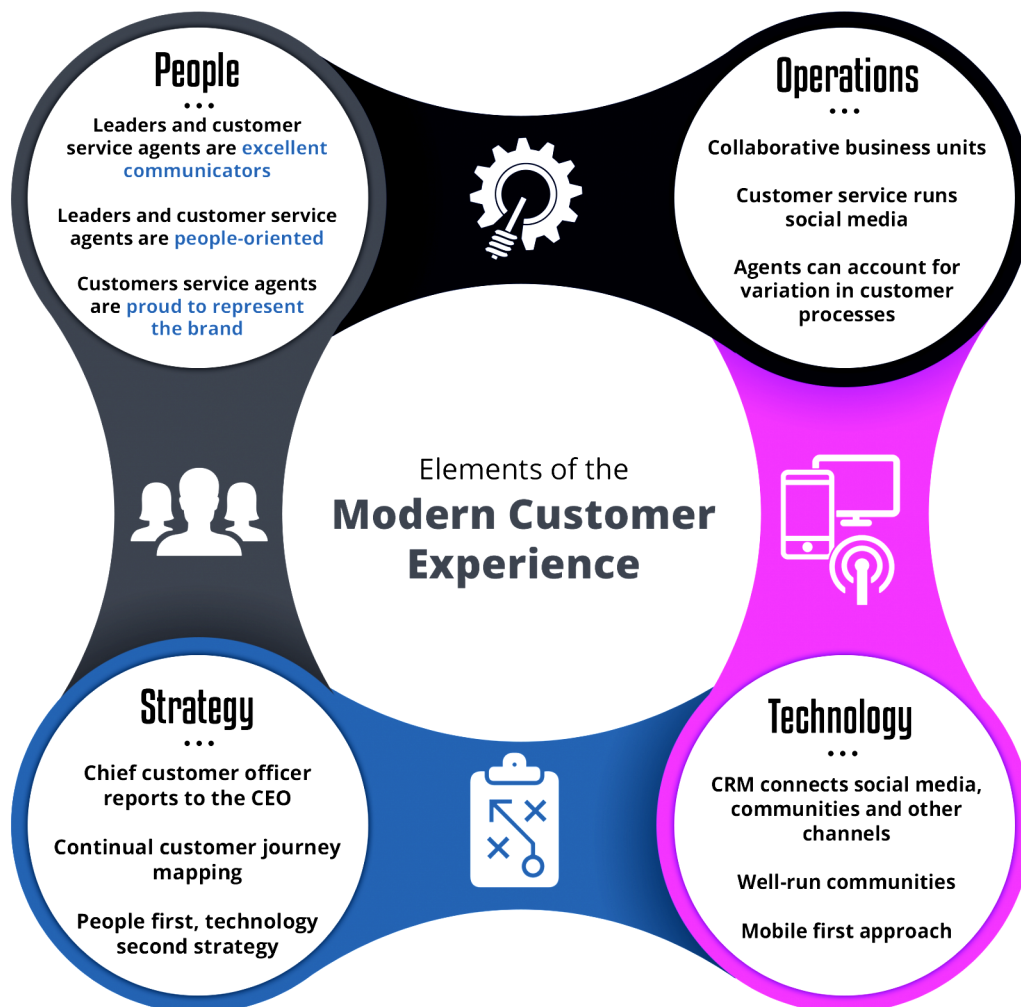 People
...
Leaders and customer
service agents are excellent
communicators
Leaders and customer service
agents are people-oriented
Customers service agents
are proud to represent
the brand
Operations
...
Collaborative business units
Customer service runs
social media
Agents can account for
variation in customer
processes
Elements of the
Modern Customer
Experience
Strategy
...
Chief customer officer
reports to the CEO
Continual customer journey
mapping
People first, technology
second strategy
Technology
...
CRM connects social media,
communities and other
channels
Well-run communities
Mobile first approach